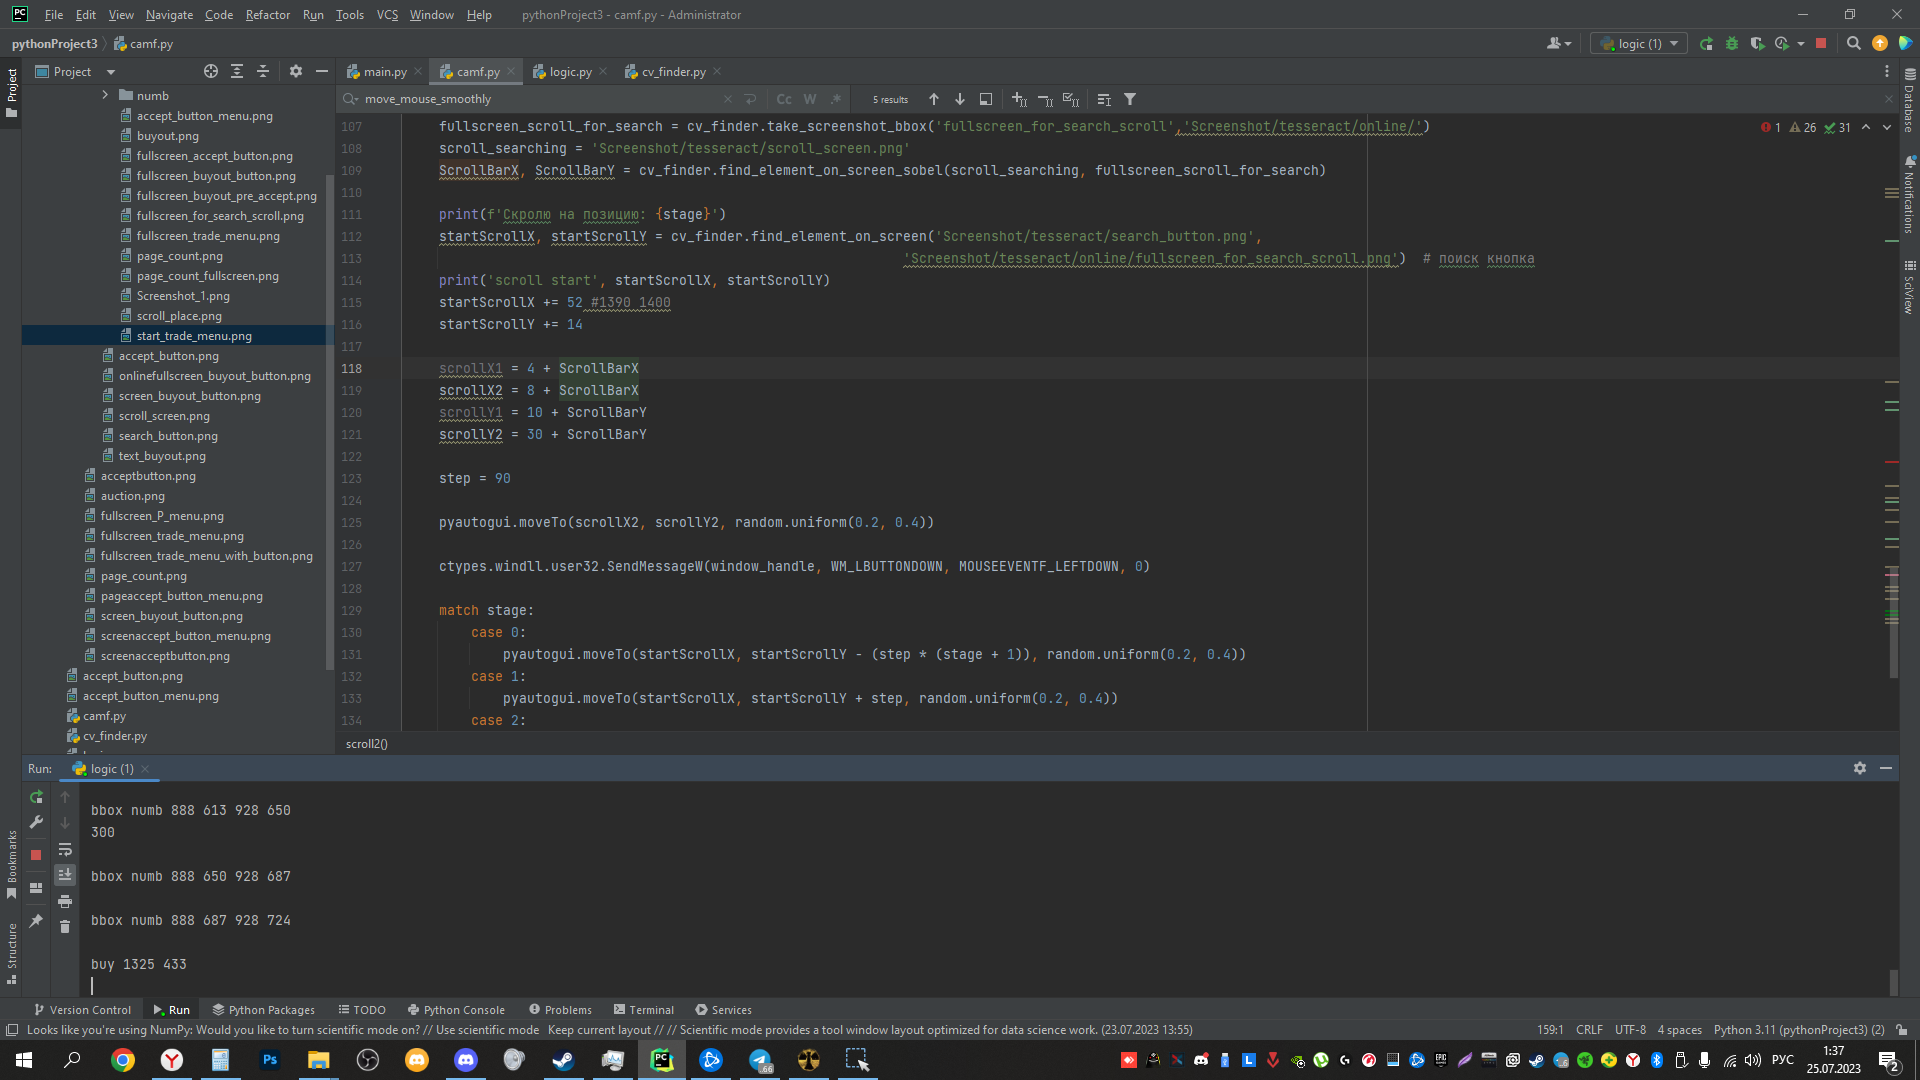 File Edit View Navigate Code Refactor Run Tools VCS Window Help pythonProject3 - camf.py - Administrator
pythonProject3 camf.py logic (1)
Project main.py camf.py logic.py cv_finder.py
move_mouse_smoothly Cc W .* 5 results
numb
accept_button_menu.png
buyout.png
fullscreen_accept_button.png
fullscreen_buyout_button.png
fullscreen_buyout_pre_accept.png
fullscreen_for_search_scroll.png
fullscreen_trade_menu.png
page_count.png
page_count_fullscreen.png
Screenshot_1.png
scroll_place.png
start_trade_menu.png
accept_button.png
onlinefullscreen_buyout_button.png
screen_buyout_button.png
scroll_screen.png
search_button.png
text_buyout.png
acceptbutton.png
auction.png
fullscreen_P_menu.png
fullscreen_trade_menu.png
fullscreen_trade_menu_with_button.png
page_count.png
pageaccept_button_menu.png
screen_buyout_button.png
screenaccept_button_menu.png
screenacceptbutton.png
accept_button.png
accept_button_menu.png
camf.py
cv_finder.py
107 fullscreen_scroll_for_search = cv_finder.take_screenshot_bbox('fullscreen_for_search_scroll','Screenshot/tesseract/online/')
108 scroll_searching = 'Screenshot/tesseract/scroll_screen.png'
109 ScrollBarX, ScrollBarY = cv_finder.find_element_on_screen_sobel(scroll_searching, fullscreen_scroll_for_search)
110
111 print(f'Скролю на позицию: {stage}')
112 startScrollX, startScrollY = cv_finder.find_element_on_screen('Screenshot/tesseract/search_button.png',
113 'Screenshot/tesseract/online/fullscreen_for_search_scroll.png') # поиск кнопка
114 print('scroll start', startScrollX, startScrollY)
115 startScrollX += 52 #1390 1400
116 startScrollY += 14
117
118 scrollX1 = 4 + ScrollBarX
119 scrollX2 = 8 + ScrollBarX
120 scrollY1 = 10 + ScrollBarY
121 scrollY2 = 30 + ScrollBarY
122
123 step = 90
124
125 pyautogui.moveTo(scrollX2, scrollY2, random.uniform(0.2, 0.4))
126
127 ctypes.windll.user32.SendMessageW(window_handle, WM_LBUTTONDOWN, MOUSEEVENTF_LEFTDOWN, 0)
128
129 match stage:
130 case 0:
131 pyautogui.moveTo(startScrollX, startScrollY - (step * (stage + 1)), random.uniform(0.2, 0.4))
132 case 1:
133 pyautogui.moveTo(startScrollX, startScrollY + step, random.uniform(0.2, 0.4))
134 case 2:
1 26 31
scroll2()
Project
Bookmarks
Structure
Database
Notifications
SciView
Run: logic (1)
bbox numb 888 613 928 650
300
bbox numb 888 650 928 687
bbox numb 888 687 928 724
buy 1325 433
Version Control Run Python Packages TODO Python Console Problems Terminal Services
Looks like you're using NumPy: Would you like to turn scientific mode on? // Use scientific mode Keep current layout // // Scientific mode provides a tool window layout optimized for data science work. (23.07.2023 13:55) 159:1 CRLF UTF-8 4 spaces Python 3.11 (pythonProject3) (2)
РУС 1:37
25.07.2023
2